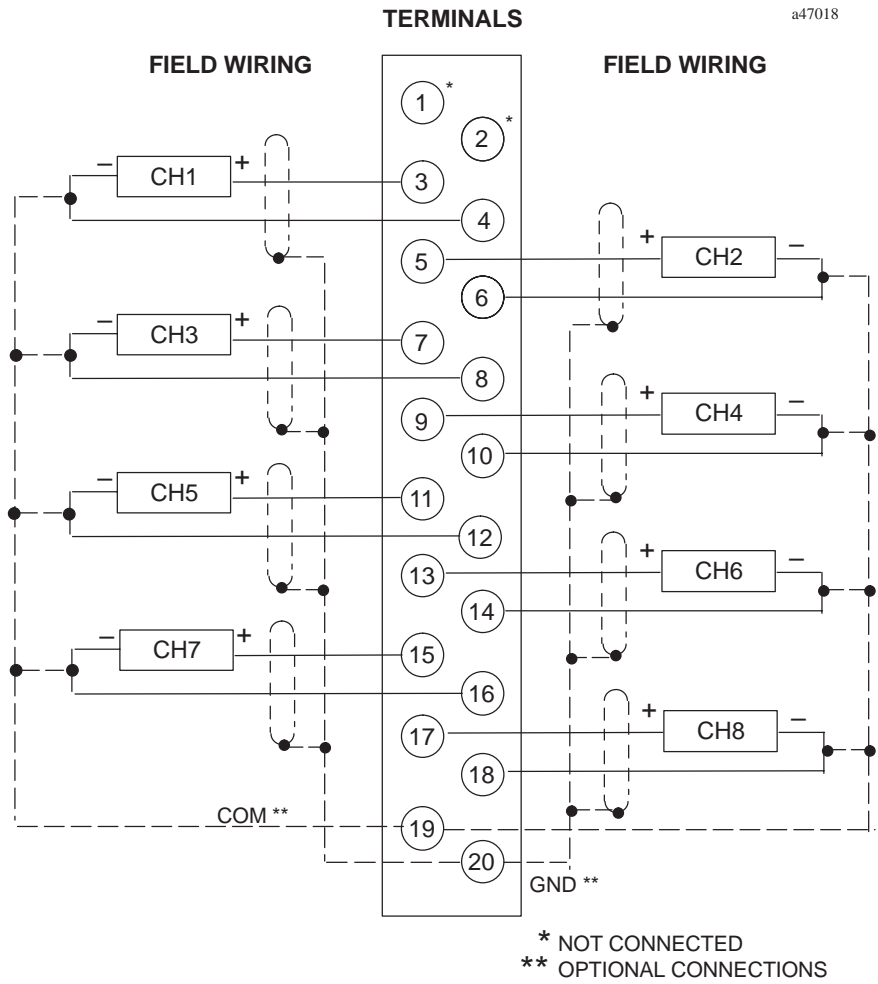 TERMINALS
a47018
FIELD WIRING
FIELD WIRING
1 *
2 *
− CH1 +
3
4
+ CH2 −
5
6
− CH3 +
7
8
+ CH4 −
9
10
− CH5 +
11
12
+ CH6 −
13
14
− CH7 +
15
16
+ CH8 −
17
18
COM **
19
20
GND **
* NOT CONNECTED
** OPTIONAL CONNECTIONS